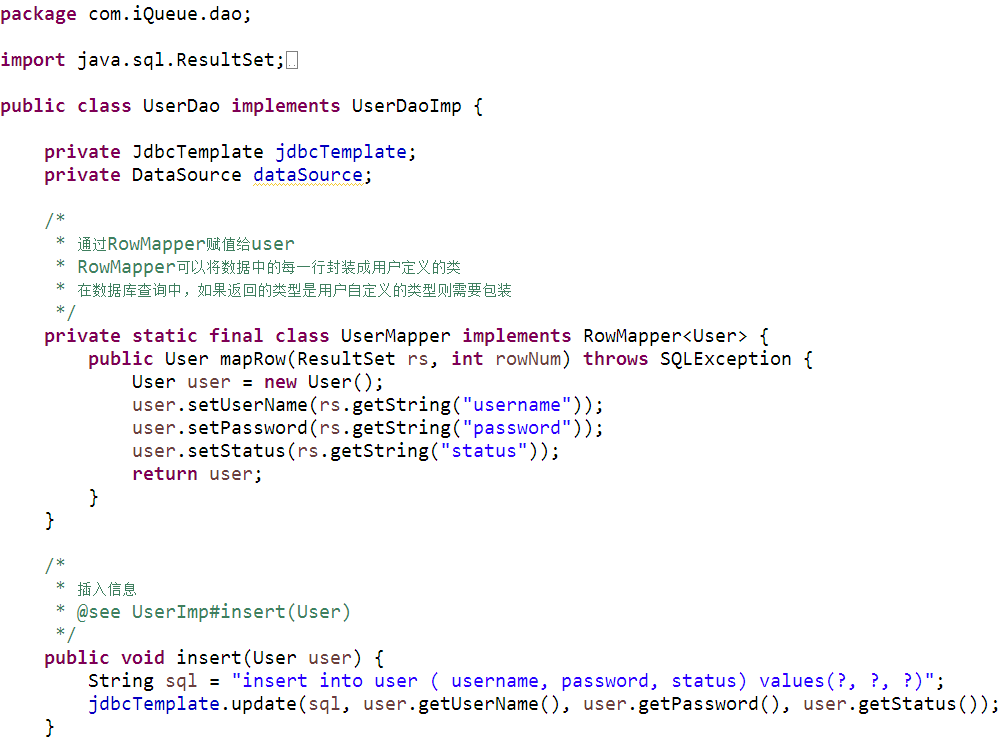 package com.iQueue.dao;
import java.sql.ResultSet;
public class UserDao implements UserDaoImp {
private JdbcTemplate jdbcTemplate;
private DataSource dataSource;
/*
* 通过RowMapper赋值给user
* RowMapper可以将数据中的每一行封装成用户定义的类
* 在数据库查询中，如果返回的类型是用户自定义的类型则需要包装
*/
private static final class UserMapper implements RowMapper<User> {
public User mapRow(ResultSet rs, int rowNum) throws SQLException {
User user = new User();
user.setUserName(rs.getString("username"));
user.setPassword(rs.getString("password"));
user.setStatus(rs.getString("status"));
return user;
}
}
/*
* 插入信息
* @see UserImp#insert(User)
*/
public void insert(User user) {
String sql = "insert into user ( username, password, status) values(?, ?, ?)";
jdbcTemplate.update(sql, user.getUserName(), user.getPassword(), user.getStatus());
}